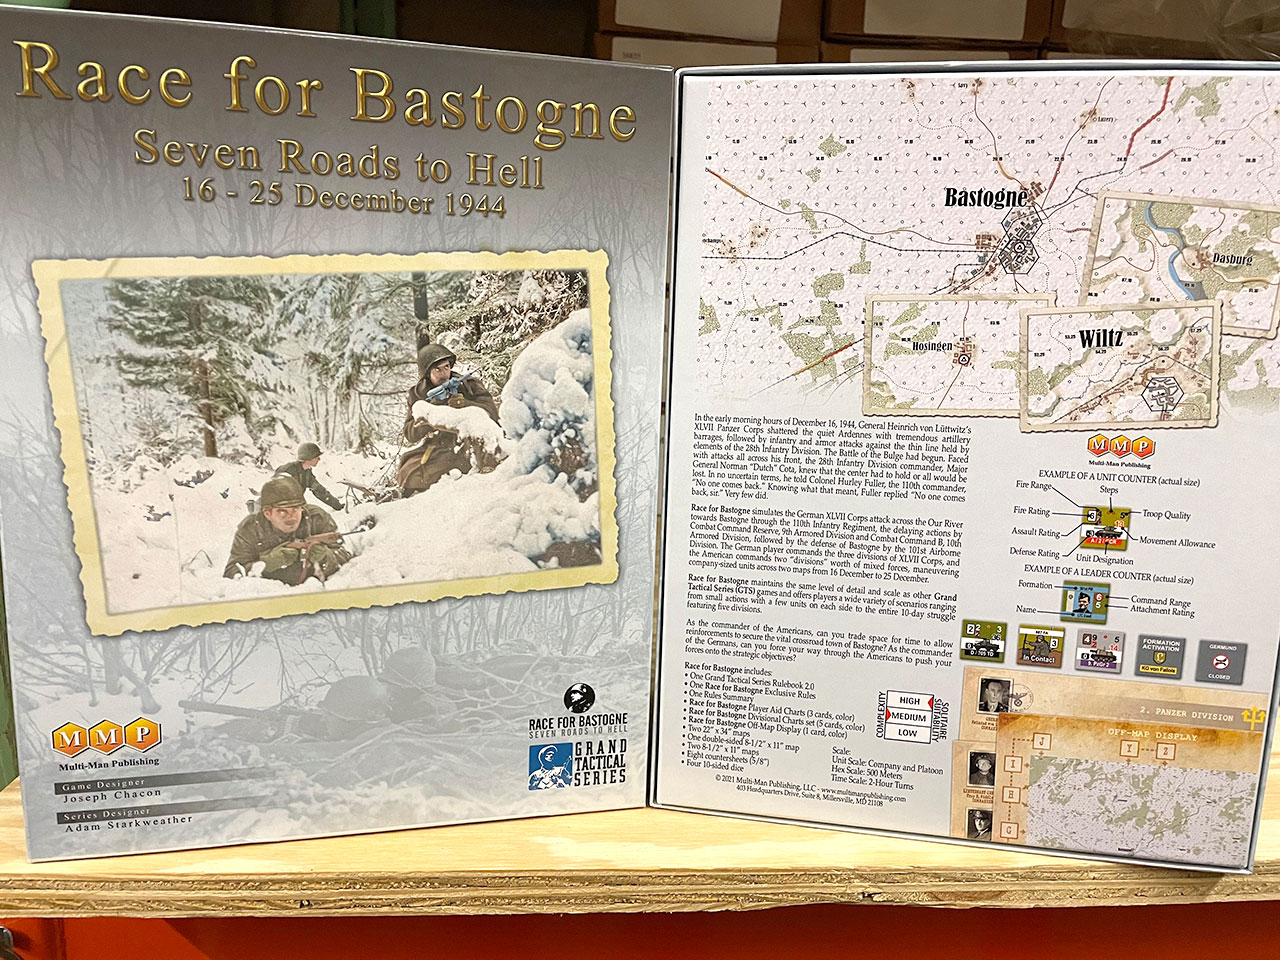 Race for Bastogne
Seven Roads to Hell
16 - 25 December 1944
MMP
Multi-Man Publishing
Game Designer
Joseph Chacon
Series Designer
Adam Starkweather
RACE FOR BASTOGNE
SEVEN ROADS TO HELL
GRAND
TACTICAL
SERIES
Bastogne
Dasburg
Hosingen
Wiltz
In the early morning hours of December 16, 1944, General Heinrich von Lüttwitz's
XLVII Panzer Corps shattered the quiet Ardennes with tremendous artillery
barrages, followed by infantry and armor attacks against the thin line held by
elements of the 28th Infantry Division. The Battle of the Bulge had begun. Faced
with attacks all across his front, the 28th Infantry Division commander, Major
General Norman "Dutch" Cota, knew that the center had to hold or all would be
lost. In no uncertain terms, he told Colonel Hurley Fuller, the 110th commander,
"No one comes back." Knowing what that meant, Fuller replied "No one comes
back, sir." Very few did.
Race for Bastogne simulates the German XLVII Corps attack across the Our River
towards Bastogne through the 110th Infantry Regiment, the delaying actions by
Combat Command Reserve, 9th Armored Division and Combat Command B, 10th
Armored Division, followed by the defense of Bastogne by the 101st Airborne
Division. The German player commands the three divisions of XLVII Corps, and
the American commands two "divisions" worth of mixed forces, maneuvering
company-sized units across two maps from 16 December to 25 December.
Race for Bastogne maintains the same level of detail and scale as other Grand
Tactical Series (GTS) games and offers players a wide variety of scenarios ranging
from small actions with a few units on each side to the entire 10-day struggle
featuring five divisions.
As the commander of the Americans, can you trade space for time to allow
reinforcements to secure the vital crossroad town of Bastogne? As the commander
of the Germans, can you force your way through the Americans to push your
forces onto the strategic objectives?
Race for Bastogne includes:
• One Grand Tactical Series Rulebook 2.0
• One Race for Bastogne Exclusive Rules
• One Rules Summary
• Race for Bastogne Player Aid Charts (3 cards, color)
• Race for Bastogne Divisional Charts set (5 cards, color)
• Race for Bastogne Off-Map Display (1 card, color)
• Two 22" x 34" maps
• One double-sided 8-1/2" x 11" map
• Two 8-1/2" x 11" maps
• Eight countersheets (5/8")
• Four 10-sided dice
COMPLEXITY
HIGH
MEDIUM
LOW
SOLITAIRE
SUITABILITY
Scale:
Unit Scale: Company and Platoon
Hex Scale: 500 Meters
Time Scale: 2-Hour Turns
© 2021 Multi-Man Publishing, LLC - www.multimanpublishing.com
403 Headquarters Drive, Suite 8, Millersville, MD 21108
MMP
Multi-Man Publishing
EXAMPLE OF A UNIT COUNTER (actual size)
Fire Range
Steps
Fire Rating
Troop Quality
Assault Rating
Movement Allowance
Defense Rating
Unit Designation
EXAMPLE OF A LEADER COUNTER (actual size)
Formation
Command Range
Attachment Rating
Name
In Contact
FORMATION
ACTIVATION
KG von Fallois
GERMUND
CLOSED
2. PANZER DIVISION
OFF-MAP DISPLAY
J
Y
Z
I
H
G